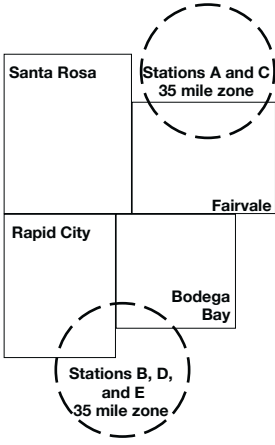 Santa Rosa
Stations A and C
35 mile zone
Fairvale
Rapid City
Bodega
Bay
Stations B, D,
and E
35 mile zone